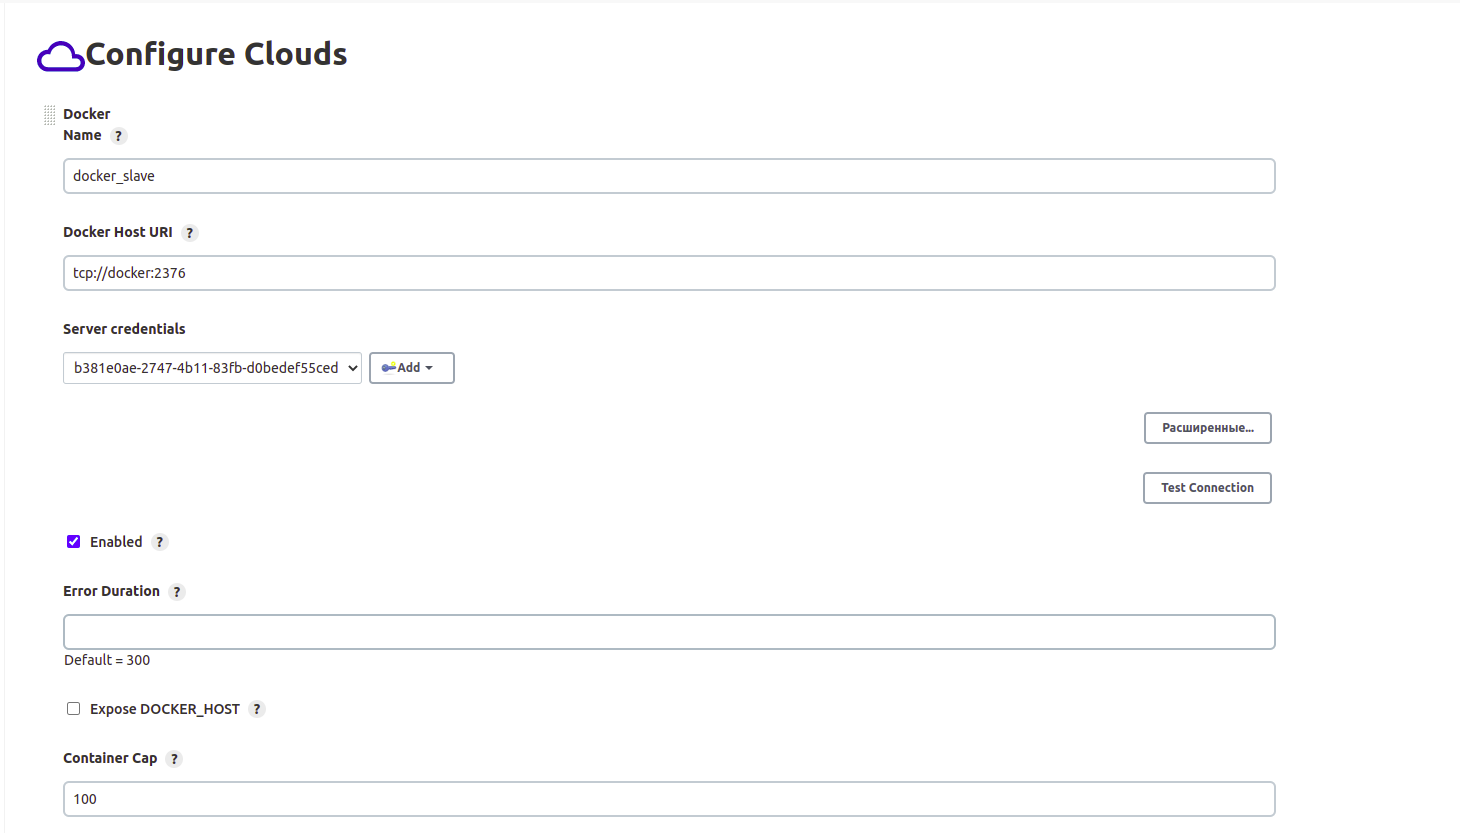 Configure Clouds
Docker
Name ?
docker_slave
Docker Host URI ?
tcp://docker:2376
Server credentials
b381e0ae-2747-4b11-83fb-d0bedef55ced Add
Расширенные...
Test Connection
Enabled ?
Error Duration ?
Default = 300
Expose DOCKER_HOST ?
Container Cap ?
100